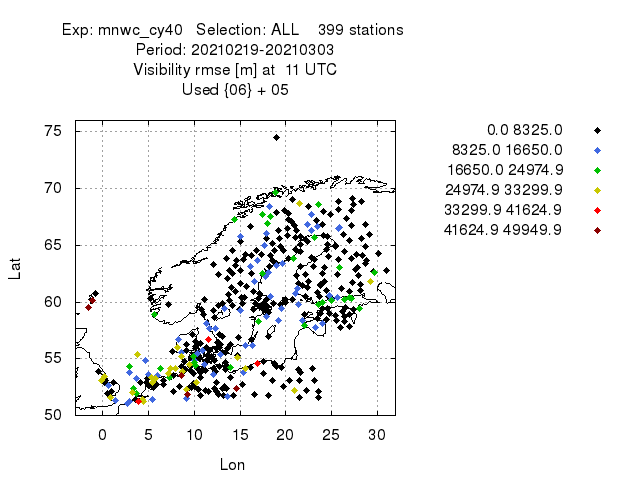 Exp: mnwc_cy40 Selection: ALL 399 stations
Period: 20210219-20210303
Visibility rmse [m] at 11 UTC
Used {06} + 05
0.0 8325.0
8325.0 16650.0
16650.0 24974.9
24974.9 33299.9
33299.9 41624.9
41624.9 49949.9
75
70
65
60
55
50
Lat
0 5 10 15 20 25 30
Lon